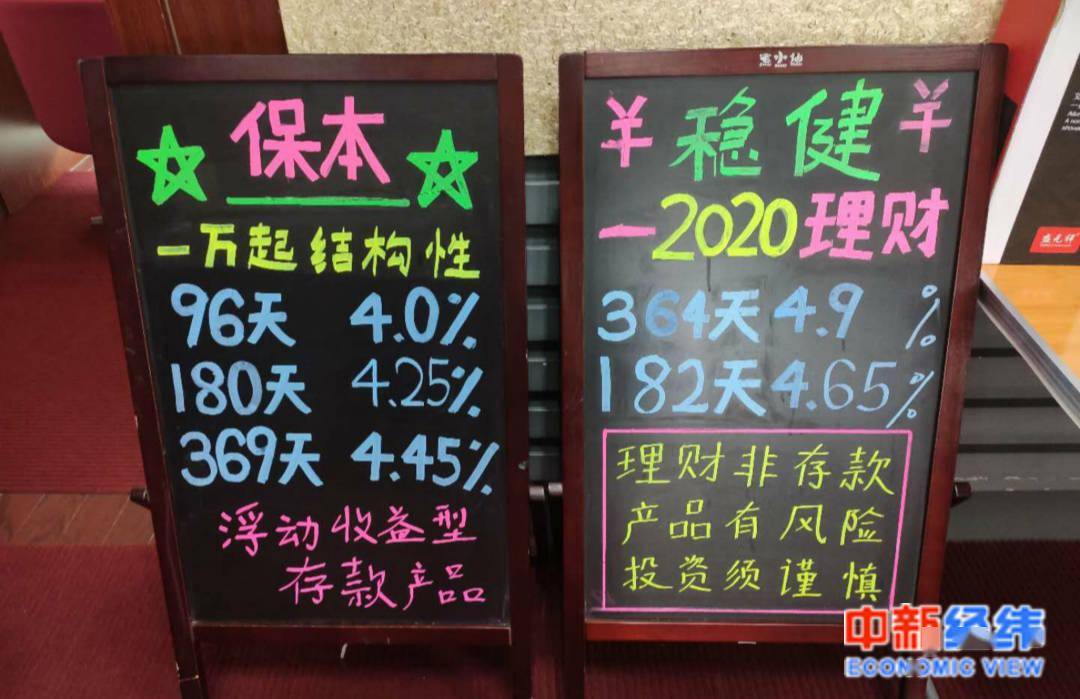 保本
一万起结构性
96天 4.0%
180天 4.25%
369天 4.45%
浮动收益型
存款产品
¥稳健¥
一2020理财
364天4.9%
182天4.65%
理财非存款
产品有风险
投资须谨慎
中新经纬
ECONOMIC VIEW